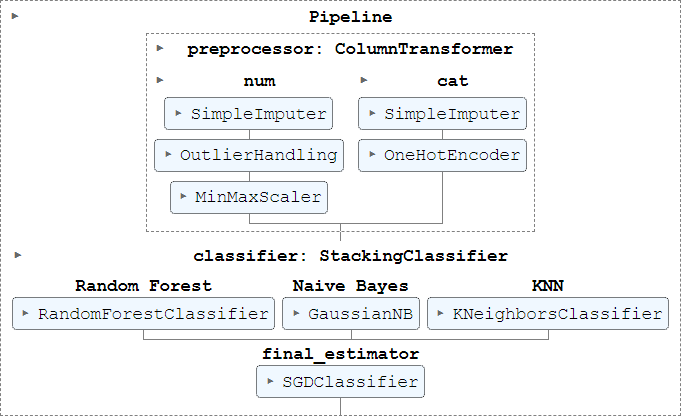 Pipeline
preprocessor: ColumnTransformer
num cat
SimpleImputer SimpleImputer
OutlierHandling OneHotEncoder
MinMaxScaler
classifier: StackingClassifier
Random Forest Naive Bayes KNN
RandomForestClassifier GaussianNB KNeighborsClassifier
final_estimator
SGDClassifier